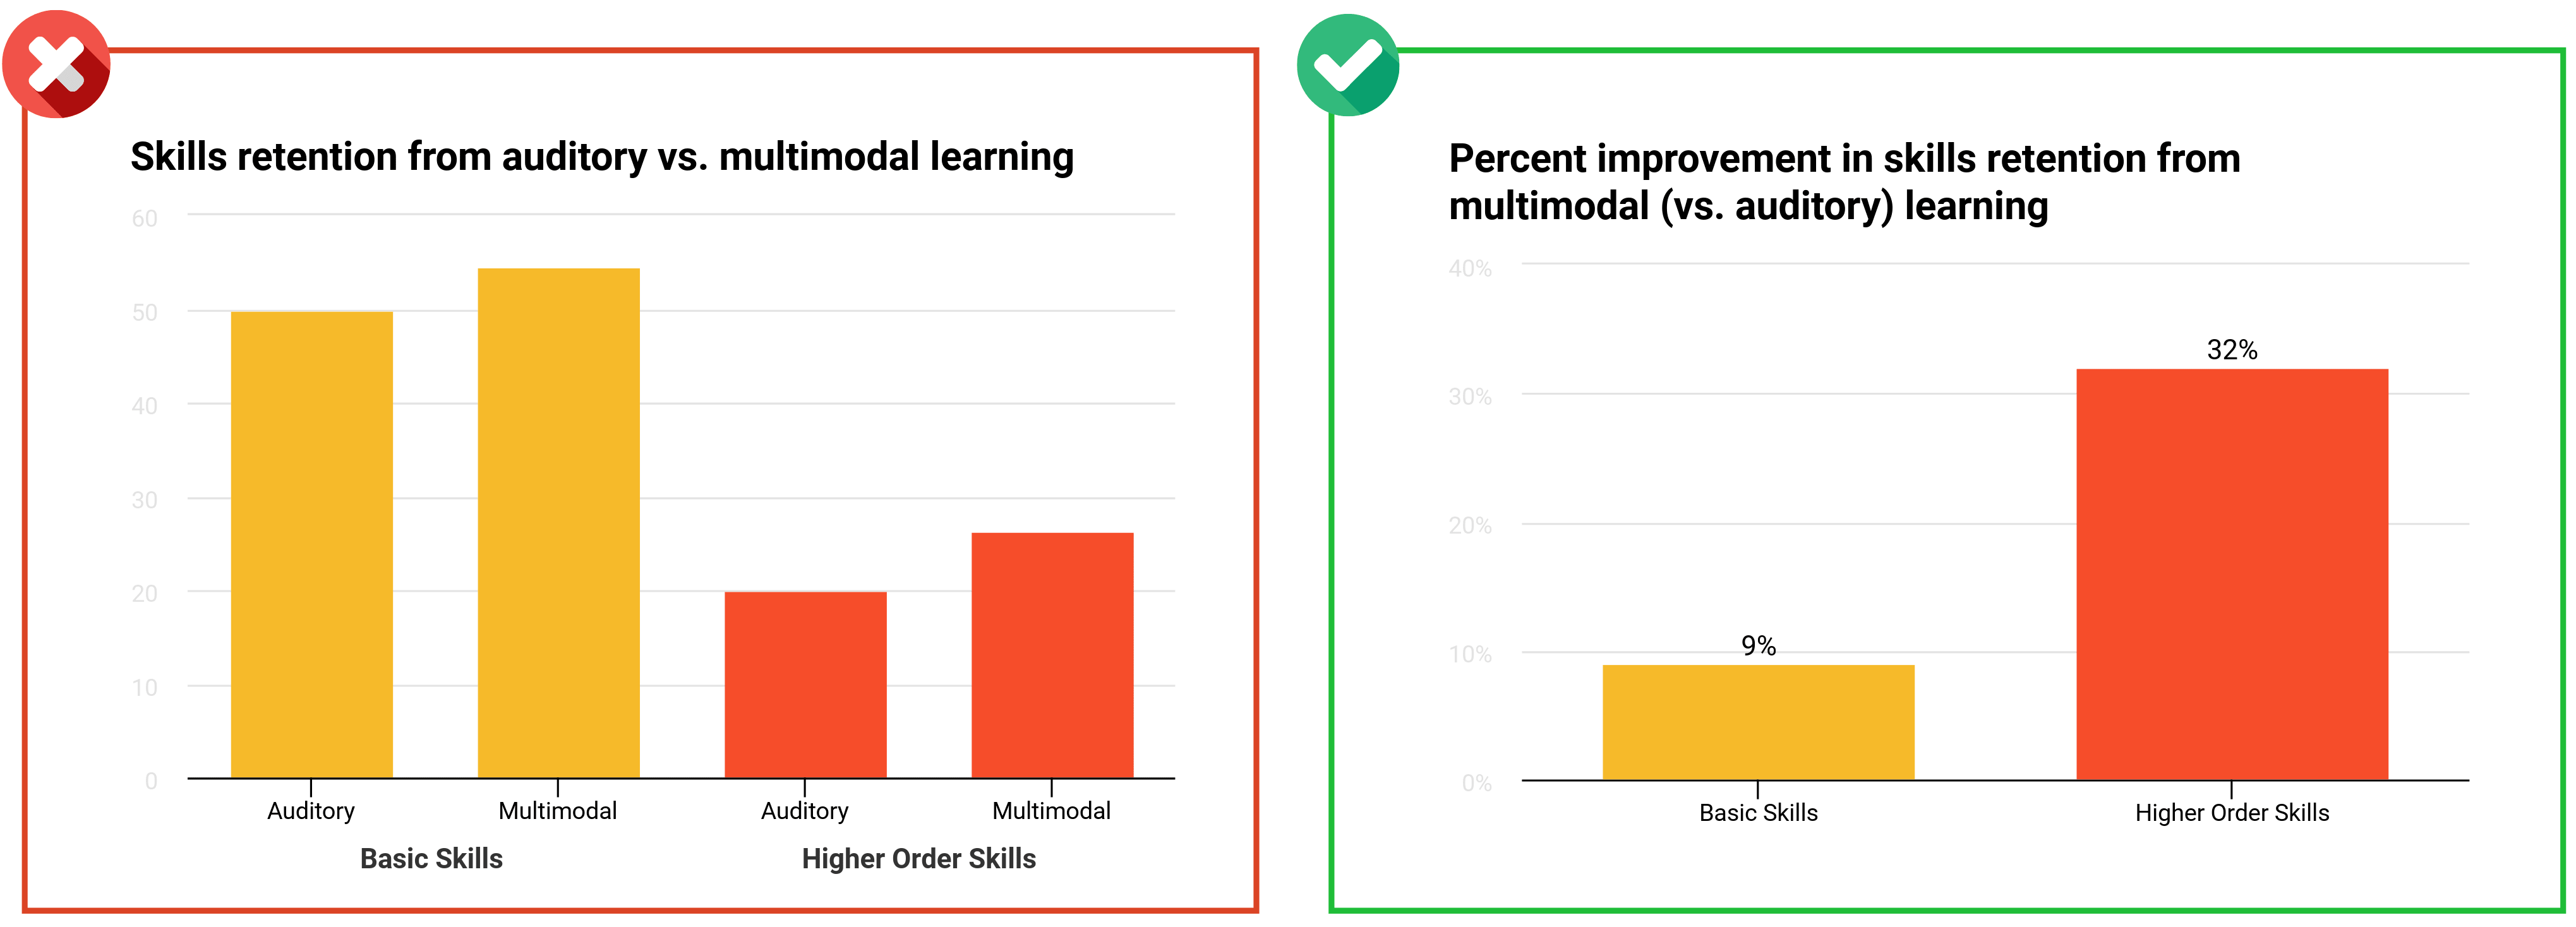 Skills retention from auditory vs. multimodal learning
60
50
40
30
20
10
0
Auditory
Multimodal
Auditory
Multimodal
Basic Skills
Higher Order Skills
Percent improvement in skills retention from
multimodal (vs. auditory) learning
40%
30%
20%
10%
0%
9%
32%
Basic Skills
Higher Order Skills